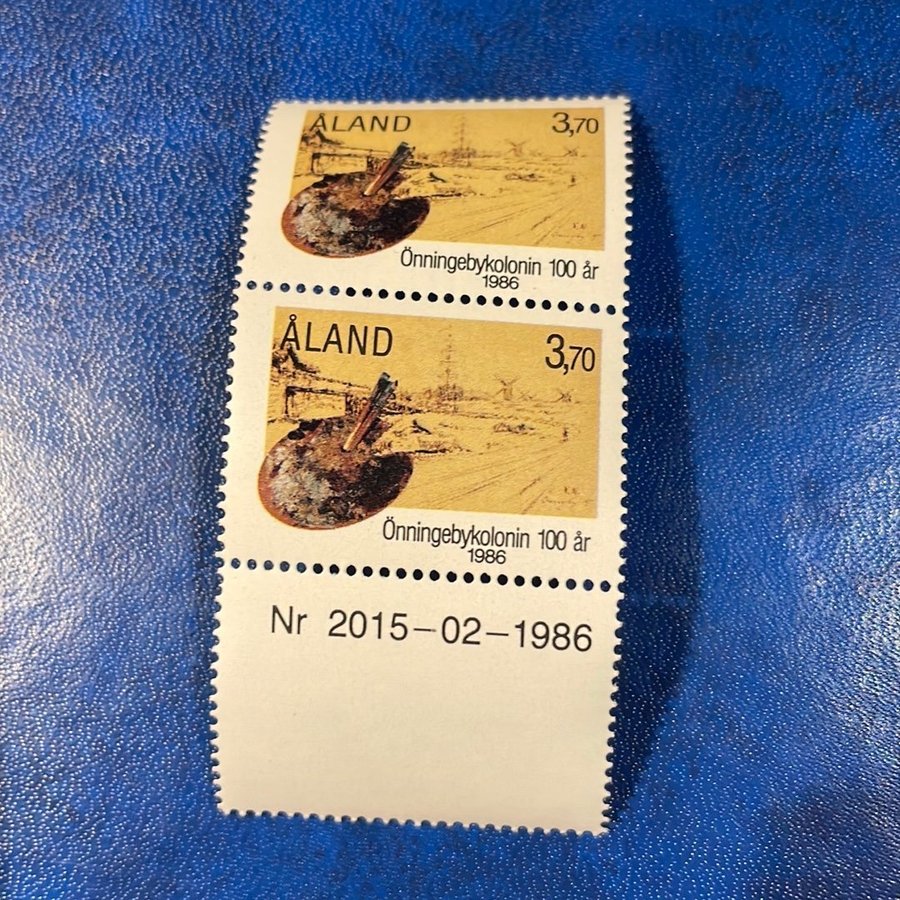 ÅLAND 3,70
Önningebykolonin 100 år
1986
ÅLAND 3,70
Önningebykolonin 100 år
1986
Nr 2015-02-1986